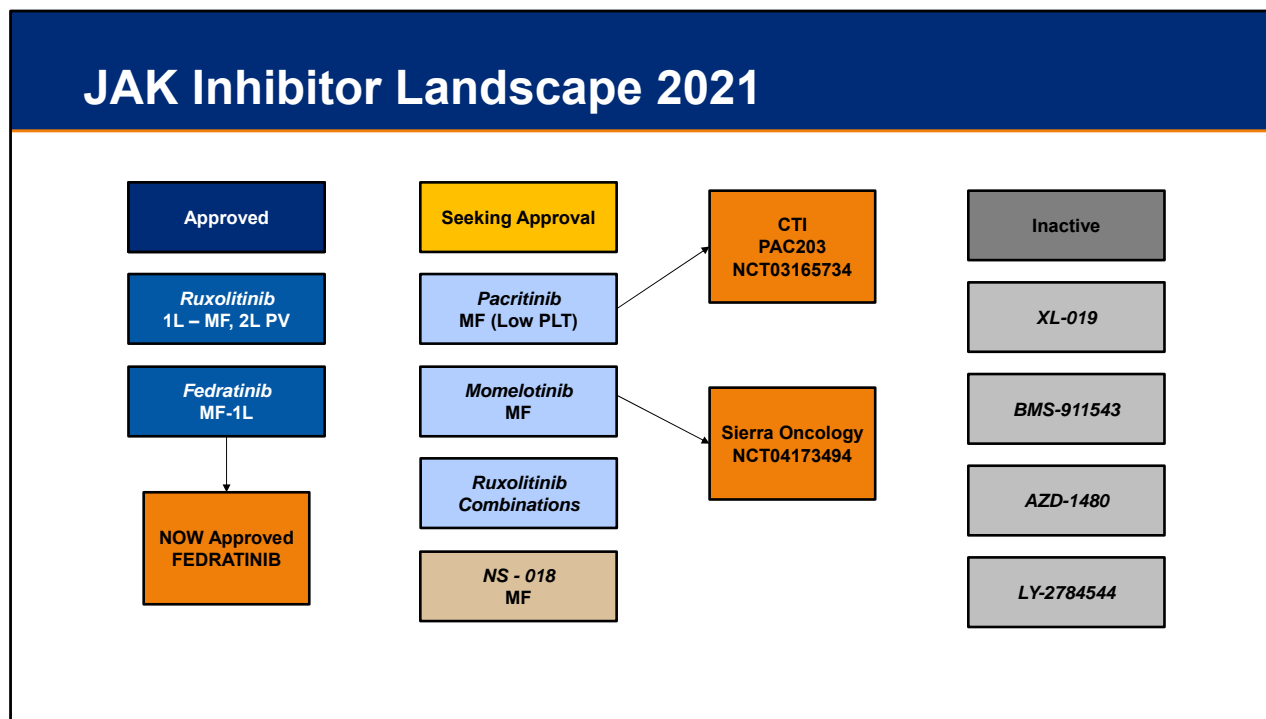 JAK Inhibitor Landscape 2021
Approved
Ruxolitinib
1L – MF, 2L PV
Fedratinib
MF-1L
NOW Approved
FEDRATINIB
Seeking Approval
Pacritinib
MF (Low PLT)
Momelotinib
MF
Ruxolitinib
Combinations
NS - 018
MF
CTI
PAC203
NCT03165734
Sierra Oncology
NCT04173494
Inactive
XL-019
BMS-911543
AZD-1480
LY-2784544